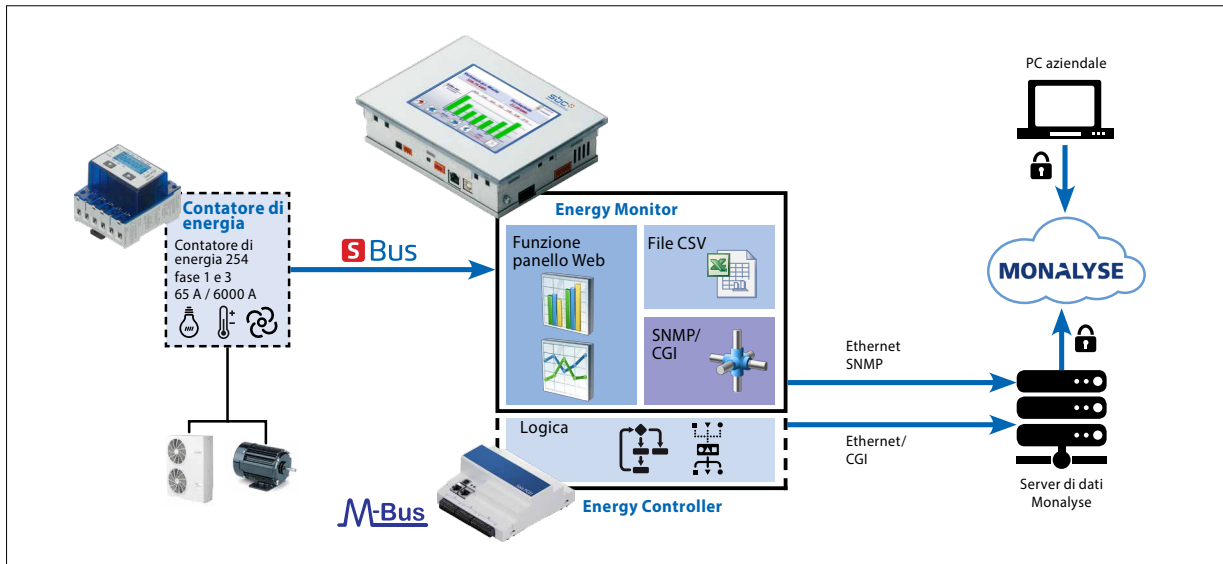 Contatore di
energia
Contatore di
energia 254
fase 1 e 3
65 A / 6000 A
S Bus
sbc
Energy Monitor
Funzione
panello Web
File CSV
SNMP/
CGI
Logica
Energy Controller
M-Bus
Ethernet
SNMP
Ethernet/
CGI
PC aziendale
MONALYSE
Server di dati
Monalyse